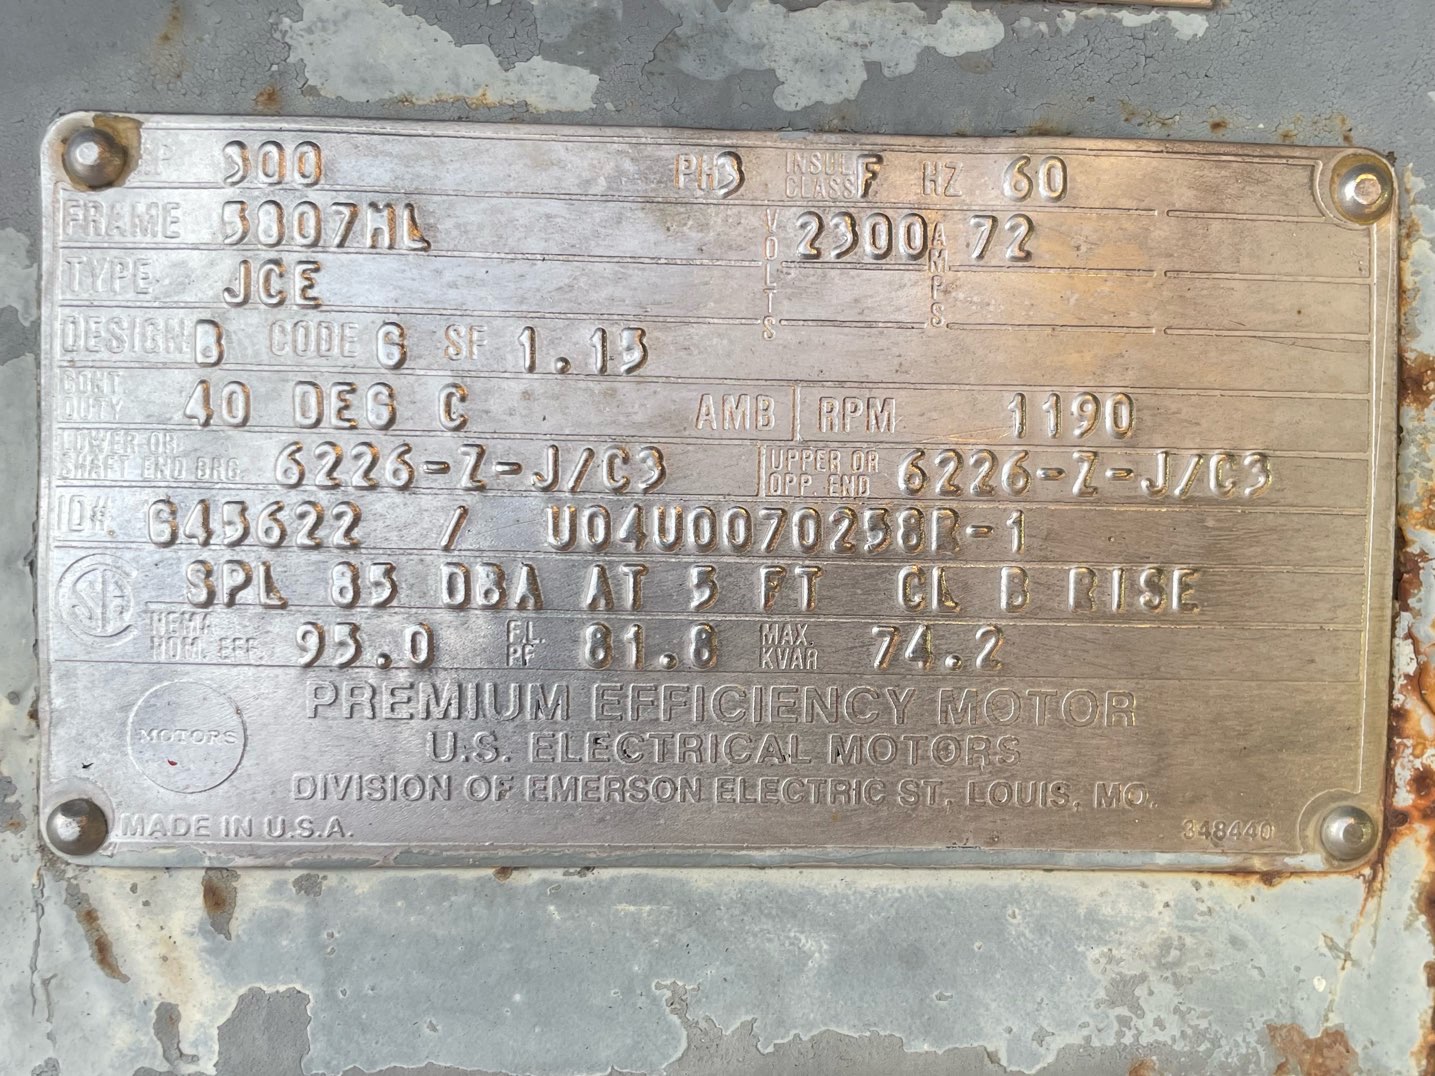 HP 300 PH 3 INSUL CLASS F HZ 60
FRAME 5807HL VOLTS 2300 AMPS 72
TYPE JCE
DESIGN B CODE G SF 1.15
CONT DUTY 40 DEG C AMB RPM 1190
LOWER OR SHAFT END BRG. 6226-Z-J/C3 UPPER OR OPP. END 6226-Z-J/C3
ID# G45622 / U04U0070258R-1
SA SPL 85 DBA AT 5 FT CL B RISE
NEMA NOM. EFF. 95.0 F.L. PF 81.8 MAX. KVAR 74.2
PREMIUM EFFICIENCY MOTOR
MOTORS
U.S. ELECTRICAL MOTORS
DIVISION OF EMERSON ELECTRIC ST. LOUIS, MO.
MADE IN U.S.A. 348440